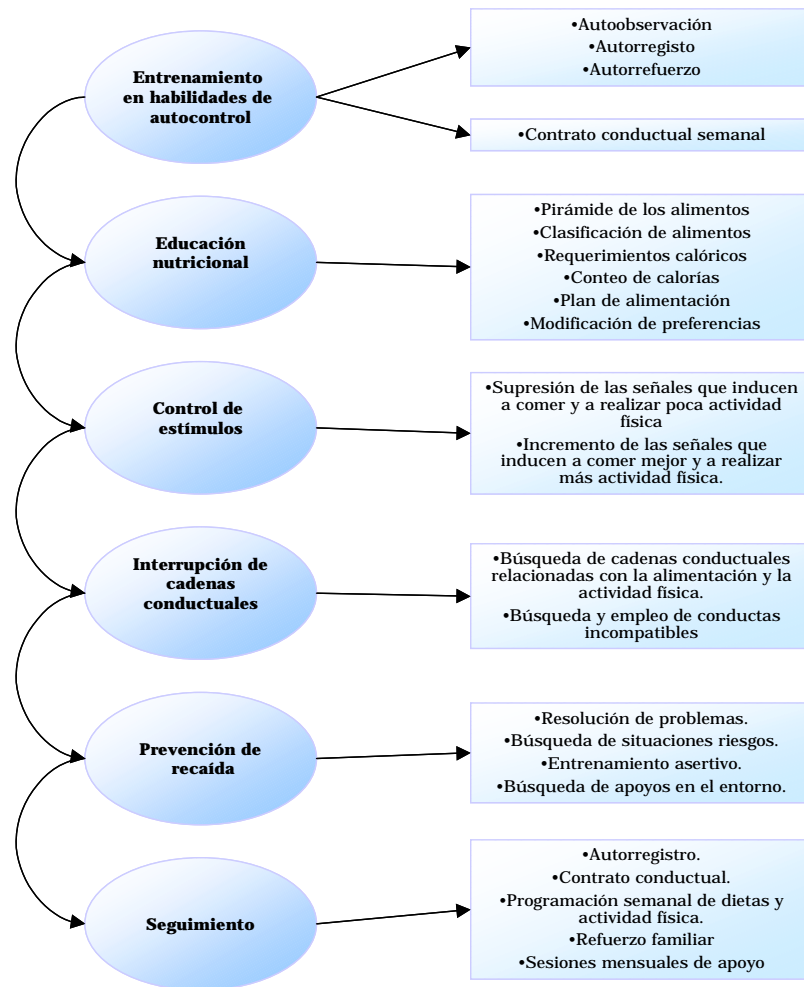 Entrenamiento
en habilidades de
autocontrol
•Autoobservación
•Autorregisto
•Autorrefuerzo
•Contrato conductual semanal
Educación
nutricional
•Pirámide de los alimentos
•Clasificación de alimentos
•Requerimientos calóricos
•Conteo de calorías
•Plan de alimentación
•Modificación de preferencias
Control de
estímulos
•Supresión de las señales que inducen
a comer y a realizar poca actividad
física
•Incremento de las señales que
inducen a comer mejor y a realizar
más actividad física.
Interrupción de
cadenas
conductuales
•Búsqueda de cadenas conductuales
relacionadas con la alimentación y la
actividad física.
•Búsqueda y empleo de conductas
incompatibles
Prevención de
recaída
•Resolución de problemas.
•Búsqueda de situaciones riesgos.
•Entrenamiento asertivo.
•Búsqueda de apoyos en el entorno.
Seguimiento
•Autorregistro.
•Contrato conductual.
•Programación semanal de dietas y
actividad física.
•Refuerzo familiar
•Sesiones mensuales de apoyo